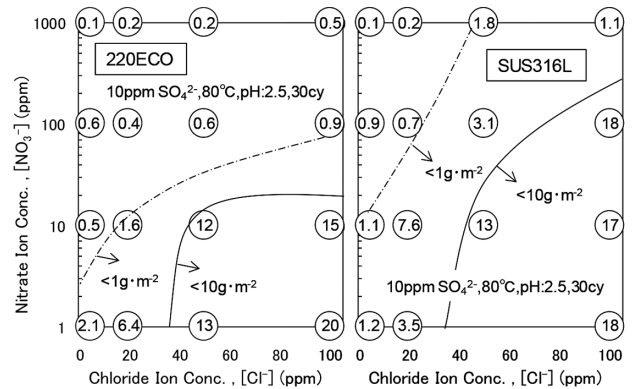 1000
100
10
1
Nitrate Ion Conc. , [NO₃⁻] (ppm)
0.1 0.2 0.2 0.5
220ECO
10ppm SO₄²⁻,80℃,pH:2.5,30cy
0.6 0.4 0.6 0.9
0.5 1.6 12 15
<1g・m⁻² <10g・m⁻²
2.1 6.4 13 20
0 20 40 60 80 100
Chloride Ion Conc. , [Cl⁻] (ppm)
0.1 0.2 1.8 1.1
SUS316L
0.9 0.7 3.1 18
<1g・m⁻² <10g・m⁻²
1.1 7.6 13 17
10ppm SO₄²⁻,80℃,pH:2.5,30cy
1.2 3.5 18
0 20 40 60 80 100
Chloride Ion Conc. , [Cl⁻] (ppm)